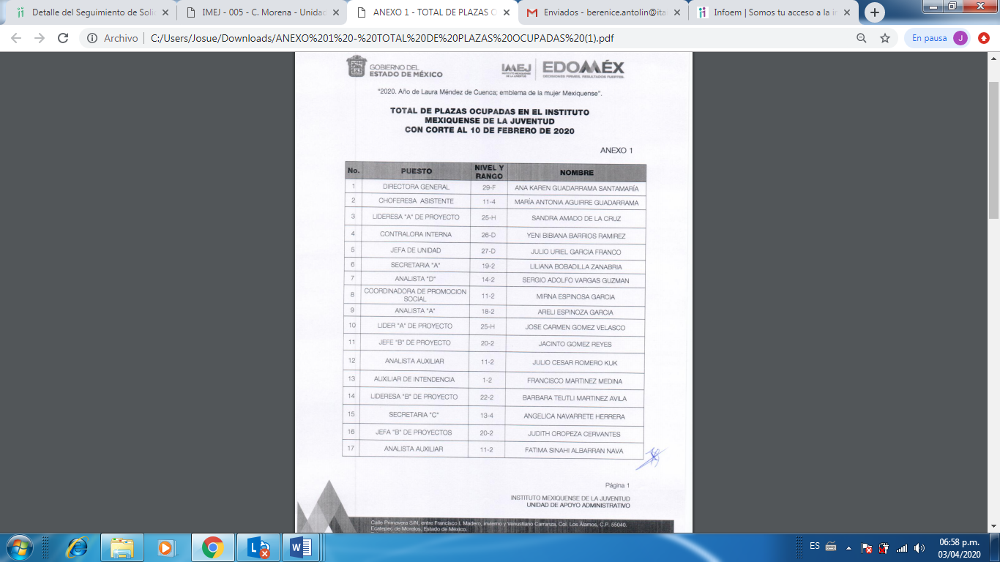 Detalle del Seguimiento de Solic
IMEJ - 005 - C. Morena - Unidad
ANEXO 1 - TOTAL DE PLAZAS O
Enviados - berenice.antolin@ita
Infoem | Somos tu acceso a la in
Archivo C:/Users/Josue/Downloads/ANEXO%201%20-%20TOTAL%20DE%20PLAZAS%20OCUPADAS%20(1).pdf
En pausa J
GOBIERNO DEL
ESTADO DE MÉXICO
IMEJ
INSTITUTO MEXIQUENSE
DE LA JUVENTUD
EDOMÉX
DECISIONES FIRMES, RESULTADOS FUERTES.
"2020. Año de Laura Méndez de Cuenca; emblema de la mujer Mexiquense".
TOTAL DE PLAZAS OCUPADAS EN EL INSTITUTO
MEXIQUENSE DE LA JUVENTUD
CON CORTE AL 10 DE FEBRERO DE 2020
ANEXO 1
No. PUESTO NIVEL Y RANGO NOMBRE
1 DIRECTORA GENERAL 29-F ANA KAREN GUADARRAMA SANTAMARÍA
2 CHOFERESA ASISTENTE 11-4 MARÍA ANTONIA AGUIRRE GUADARRAMA
3 LIDERESA "A" DE PROYECTO 25-H SANDRA AMADO DE LA CRUZ
4 CONTRALORA INTERNA 26-D YENI BIBIANA BARRIOS RAMIREZ
5 JEFA DE UNIDAD 27-D JULIO URIEL GARCIA FRANCO
6 SECRETARIA "A" 19-2 LILIANA BOBADILLA ZANABRIA
7 ANALISTA "D" 14-2 SERGIO ADOLFO VARGAS GUZMAN
8 COORDINADORA DE PROMOCION SOCIAL 11-2 MIRNA ESPINOSA GARCIA
9 ANALISTA "A" 18-2 ARELI ESPINOZA GARCIA
10 LIDER "A" DE PROYECTO 25-H JOSE CARMEN GOMEZ VELASCO
11 JEFE "B" DE PROYECTO 20-2 JACINTO GOMEZ REYES
12 ANALISTA AUXILIAR 11-2 JULIO CESAR ROMERO KUK
13 AUXILIAR DE INTENDENCIA 1-2 FRANCISCO MARTINEZ MEDINA
14 LIDERESA "B" DE PROYECTO 22-2 BARBARA TEUTLI MARTINEZ AVILA
15 SECRETARIA "C" 13-4 ANGELICA NAVARRETE HERRERA
16 JEFA "B" DE PROYECTOS 20-2 JUDITH OROPEZA CERVANTES
17 ANALISTA AUXILIAR 11-2 FATIMA SINAHI ALBARRAN NAVA
Página 1
INSTITUTO MEXIQUENSE DE LA JUVENTUD
UNIDAD DE APOYO ADMINISTRATIVO
Calle Primavera S/N, entre Francisco I. Madero, invierno y Venustiano Carranza, Col. Los Álamos, C.P. 55040.
Ecatepec de Morelos, Estado de México.
ES
06:58 p.m.
03/04/2020